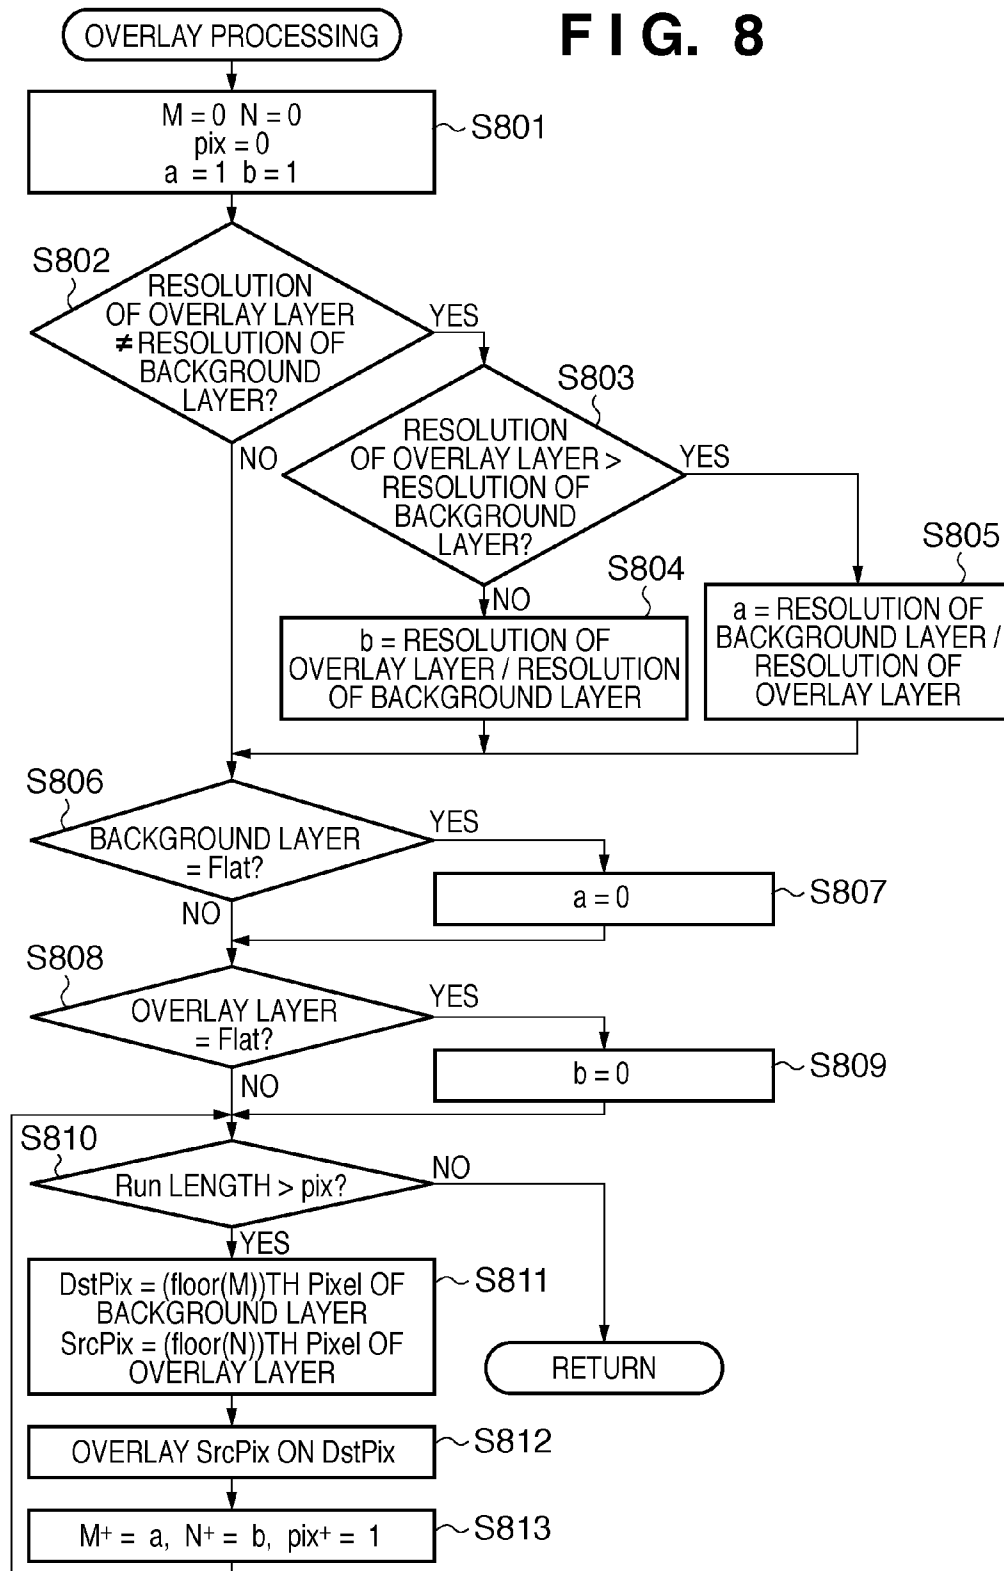 FIG. 8
OVERLAY PROCESSING
M = 0 N = 0
pix = 0
a = 1 b = 1
S801
S802
RESOLUTION
OF OVERLAY LAYER
≠ RESOLUTION OF
BACKGROUND
LAYER?
YES
NO
S803
RESOLUTION
OF OVERLAY LAYER >
RESOLUTION OF
BACKGROUND
LAYER?
YES
NO
S804
b = RESOLUTION OF
OVERLAY LAYER / RESOLUTION
OF BACKGROUND LAYER
S805
a = RESOLUTION OF
BACKGROUND LAYER /
RESOLUTION OF
OVERLAY LAYER
S806
BACKGROUND LAYER
= Flat?
YES
NO
a = 0
S807
S808
OVERLAY LAYER
= Flat?
YES
NO
b = 0
S809
S810
Run LENGTH > pix?
NO
YES
DstPix = (floor(M))TH Pixel OF
BACKGROUND LAYER
SrcPix = (floor(N))TH Pixel OF
OVERLAY LAYER
S811
RETURN
OVERLAY SrcPix ON DstPix
S812
M+ = a, N+ = b, pix+ = 1
S813